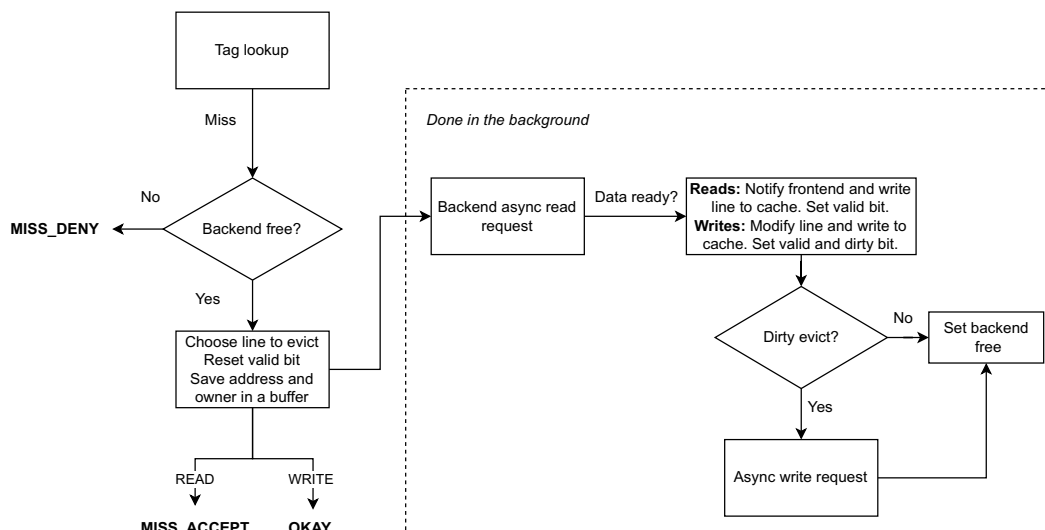 Tag lookup
Miss
Done in the background
No
Backend free?
MISS_DENY
Yes
Choose line to evict
Reset valid bit
Save address and
owner in a buffer
READ
WRITE
MISS_ACCEPT
OKAY
Backend async read
request
Data ready?
Reads: Notify frontend and write
line to cache. Set valid bit.
Writes: Modify line and write to
cache. Set valid and dirty bit.
Dirty evict?
No
Set backend
free
Yes
Async write request